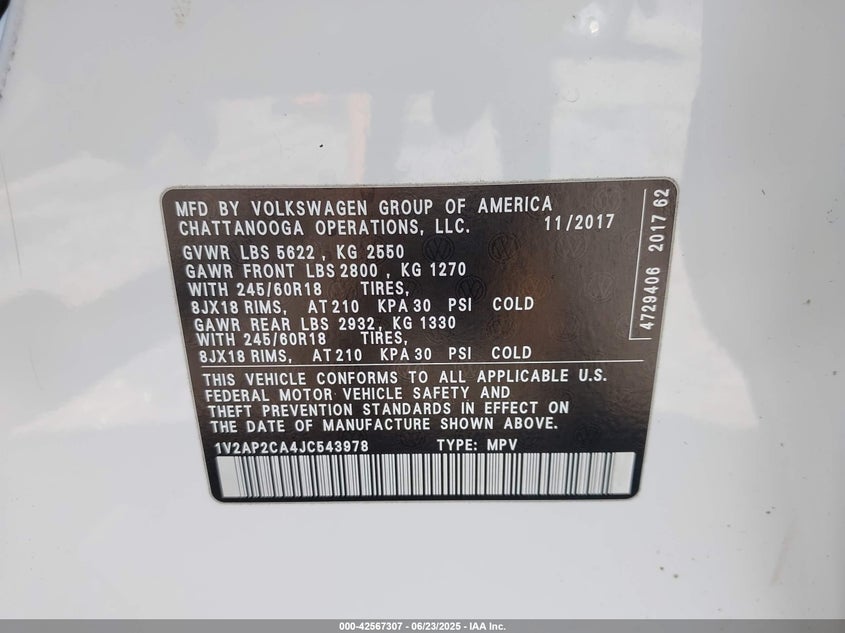 MFD BY VOLKSWAGEN GROUP OF AMERICA
CHATTANOOGA OPERATIONS, LLC. 11/2017
GVWR LBS 5622 , KG 2550
GAWR FRONT LBS 2800 , KG 1270
WITH 245/60R18 TIRES,
8JX18 RIMS, AT 210 KPA 30 PSI COLD
GAWR REAR LBS 2932, KG 1330
WITH 245/60R18 TIRES,
8JX18 RIMS, AT 210 KPA 30 PSI COLD
THIS VEHICLE CONFORMS TO ALL APPLICABLE U.S.
FEDERAL MOTOR VEHICLE SAFETY AND
THEFT PREVENTION STANDARDS IN EFFECT ON
THE DATE OF MANUFACTURE SHOWN ABOVE.
1V2AP2CA4JC543978 TYPE: MPV
4729406 2017 62
000-42567307 / 06/23/2025 - IAA Inc.